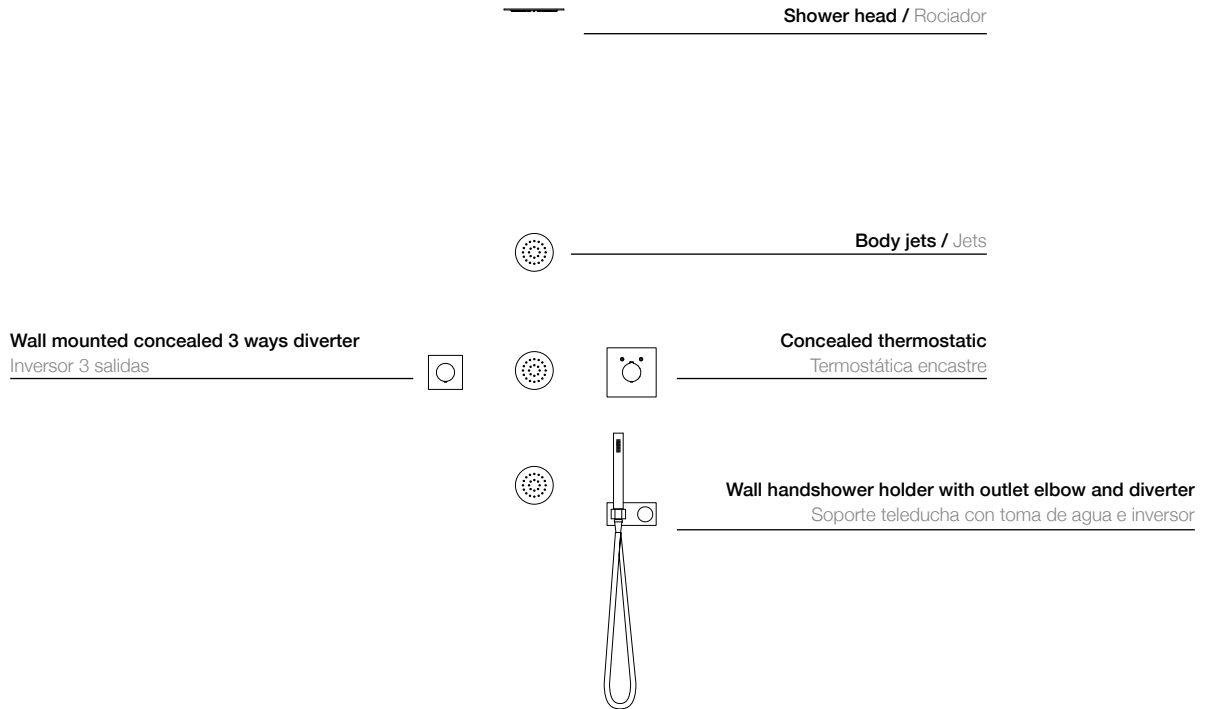 Shower head / Rociador
Body jets / Jets
Wall mounted concealed 3 ways diverter
Inversor 3 salidas
Concealed thermostatic
Termostática encastre
Wall handshower holder with outlet elbow and diverter
Soporte teleducha con toma de agua e inversor